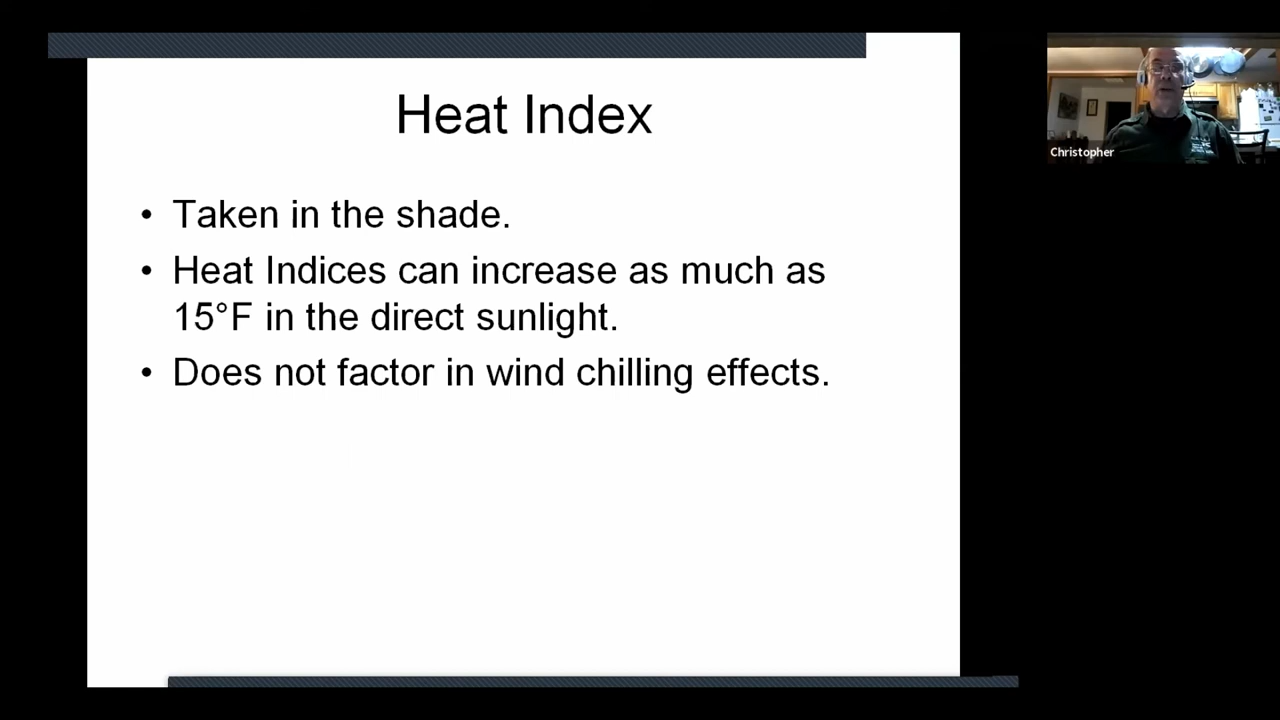 Heat Index
• Taken in the shade.
• Heat Indices can increase as much as
15°F in the direct sunlight.
• Does not factor in wind chilling effects.
Christopher